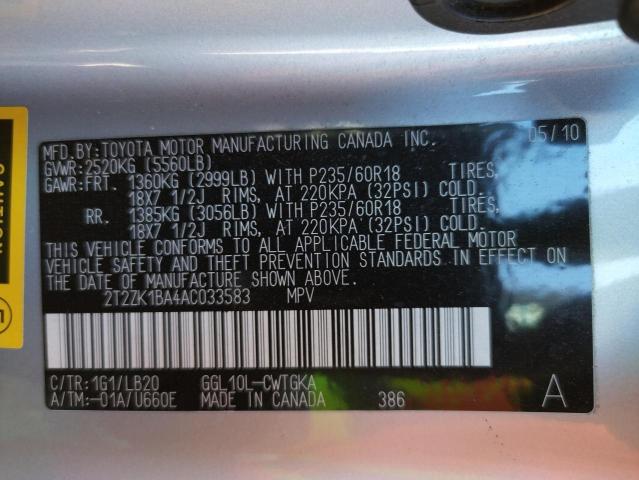 MFD.BY:TOYOTA MOTOR MANUFACTURING CANADA INC. 05/10
GVWR:2520KG (5560LB)
GAWR:FRT. 1360KG (2999LB) WITH P235/60R18 TIRES,
18X7 1/2J RIMS, AT 220KPA (32PSI) COLD.
RR. 1385KG (3056LB) WITH P235/60R18 TIRES,
18X7 1/2J RIMS, AT 220KPA (32PSI) COLD.
THIS VEHICLE CONFORMS TO ALL APPLICABLE FEDERAL MOTOR
VEHICLE SAFETY AND THEFT PREVENTION STANDARDS IN EFFECT ON
THE DATE OF MANUFACTURE SHOWN ABOVE.
2T2ZK1BA4AC033583 MPV
C/TR:1G1/LB20 GGL10L-CWTGKA
A/TM:-01A/U660E MADE IN CANADA 386 A